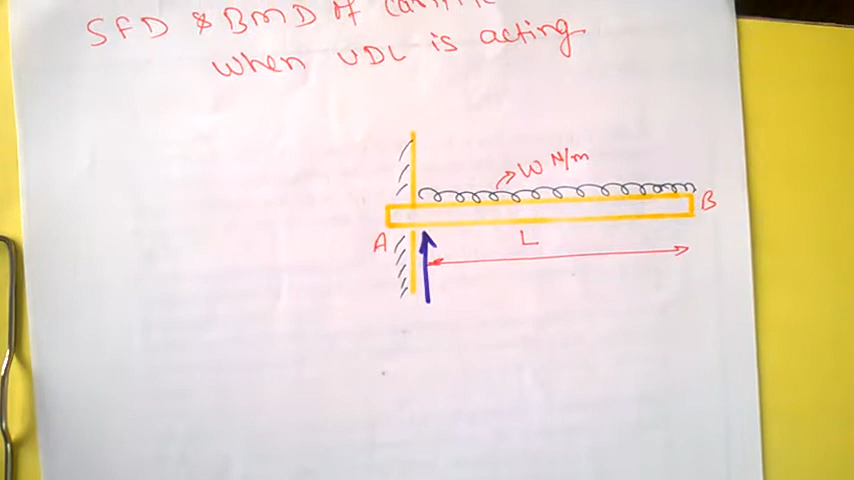 SFD & BMD of
when UDL is acting
W N/m
B
A
L